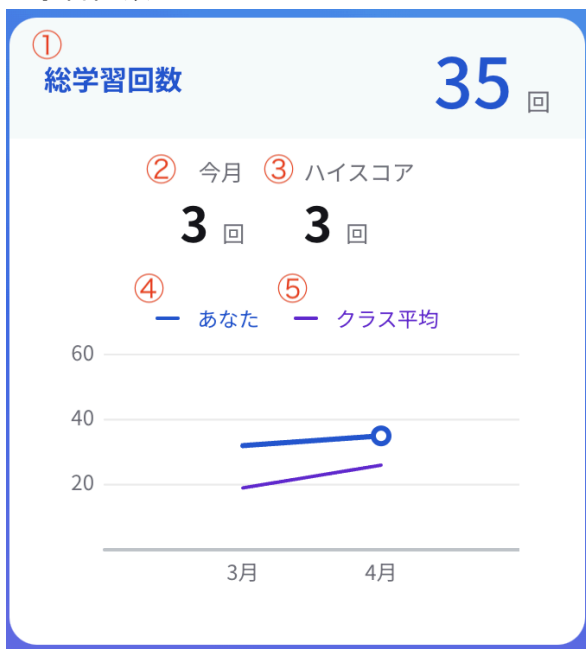 ①
総学習回数 35 回
② 今月 ③ ハイスコア
3 回 3 回
④ ⑤
あなた クラス平均
60
40
20
3月 4月